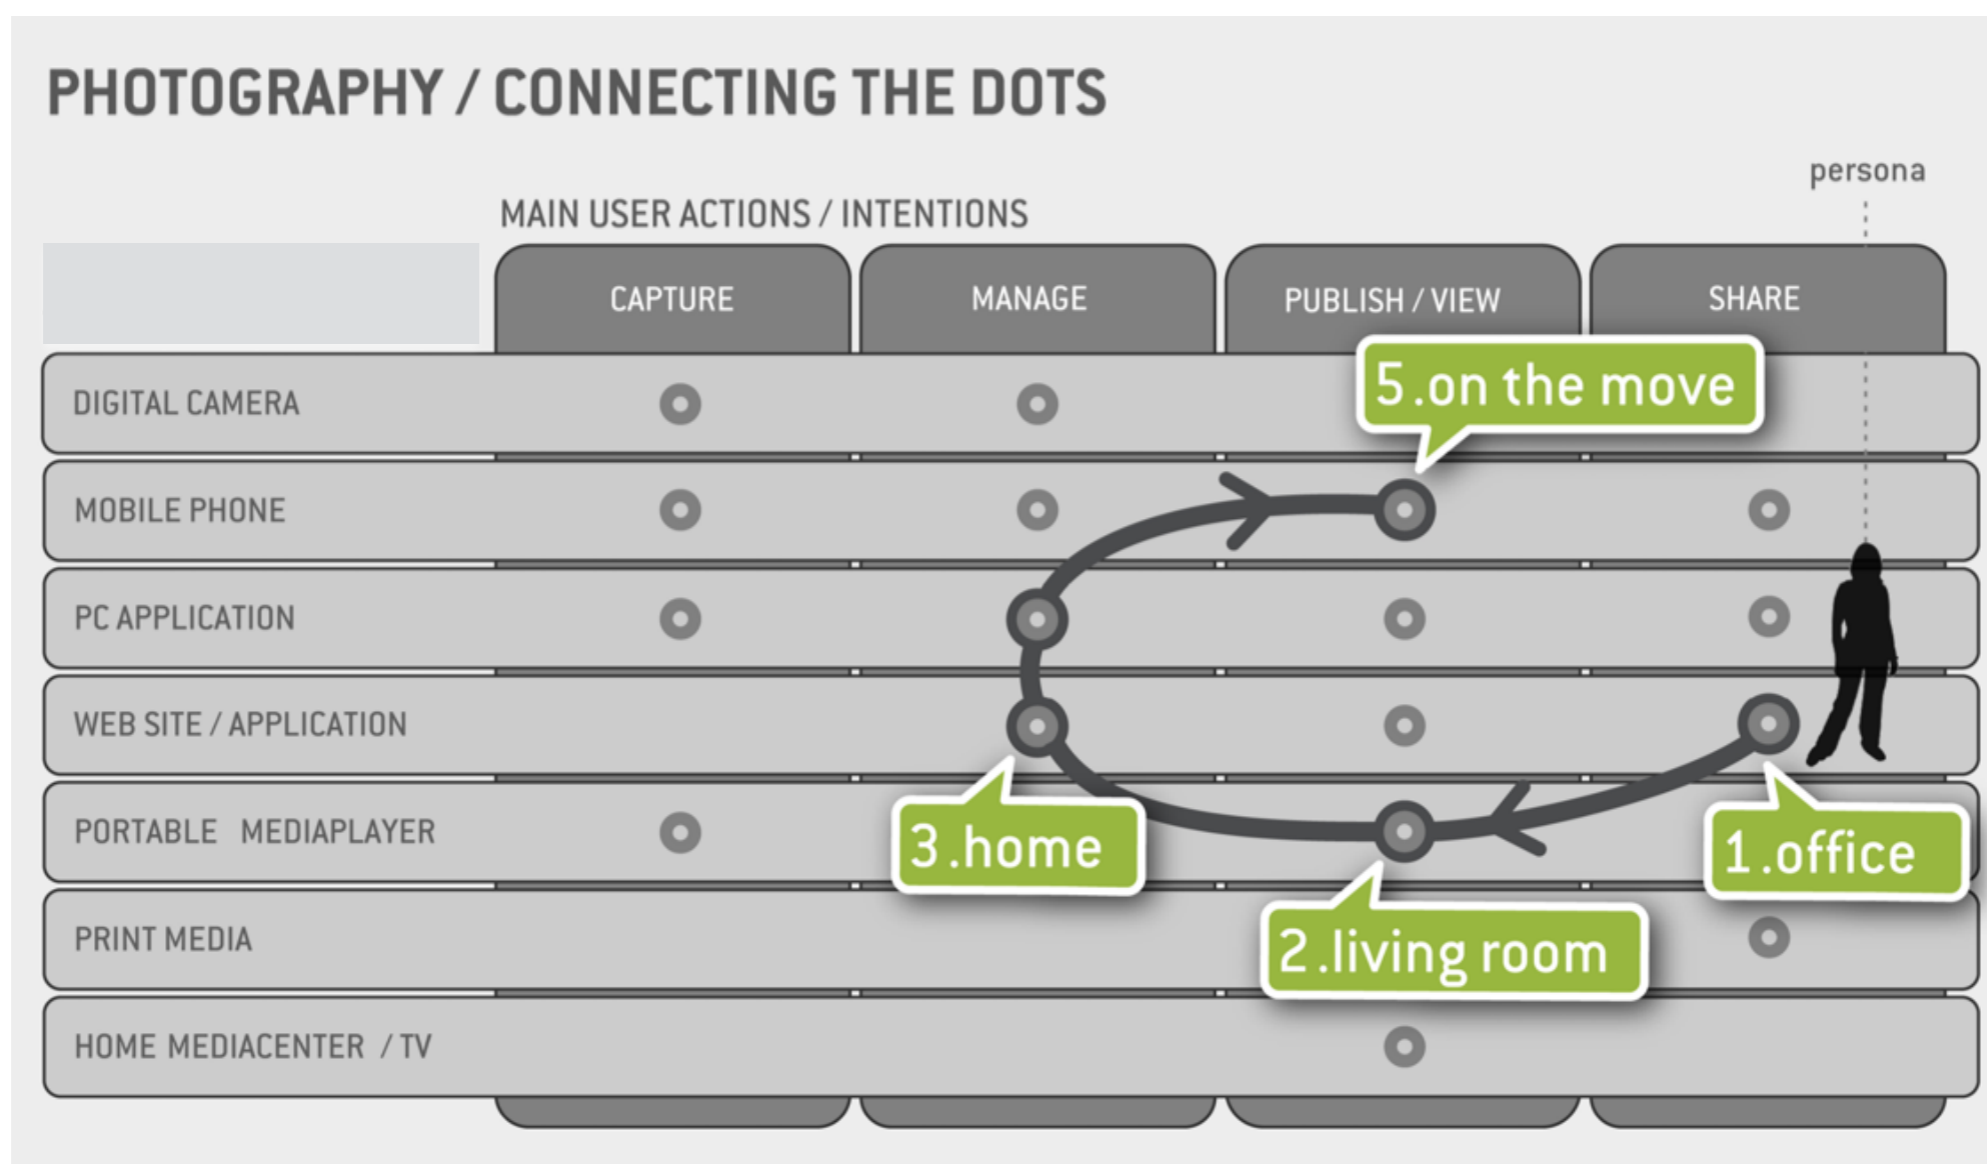 PHOTOGRAPHY / CONNECTING THE DOTS
persona
MAIN USER ACTIONS / INTENTIONS
CAPTURE
MANAGE
PUBLISH / VIEW
SHARE
5.on the move
DIGITAL CAMERA
MOBILE PHONE
PC APPLICATION
WEB SITE / APPLICATION
PORTABLE MEDIAPLAYER
3.home
1.office
PRINT MEDIA
2.living room
HOME MEDIACENTER / TV